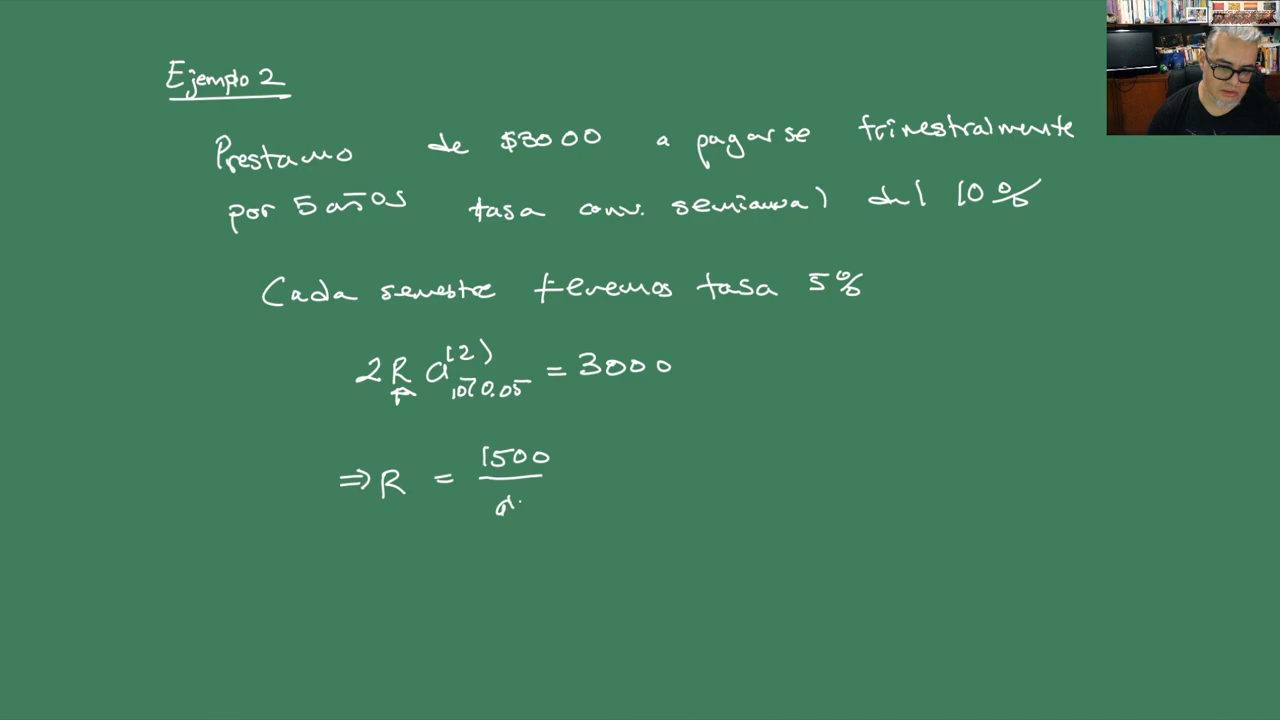 Ejemplo 2
Prestamo de $3000 a pagarse trimestralmente
por 5 años tasa conv. semianual del 10%
Cada semestre tenemos tasa 5%
2R a^{(2)}_{10⌉0.05} = 3000
⇒ R = 1500 / a